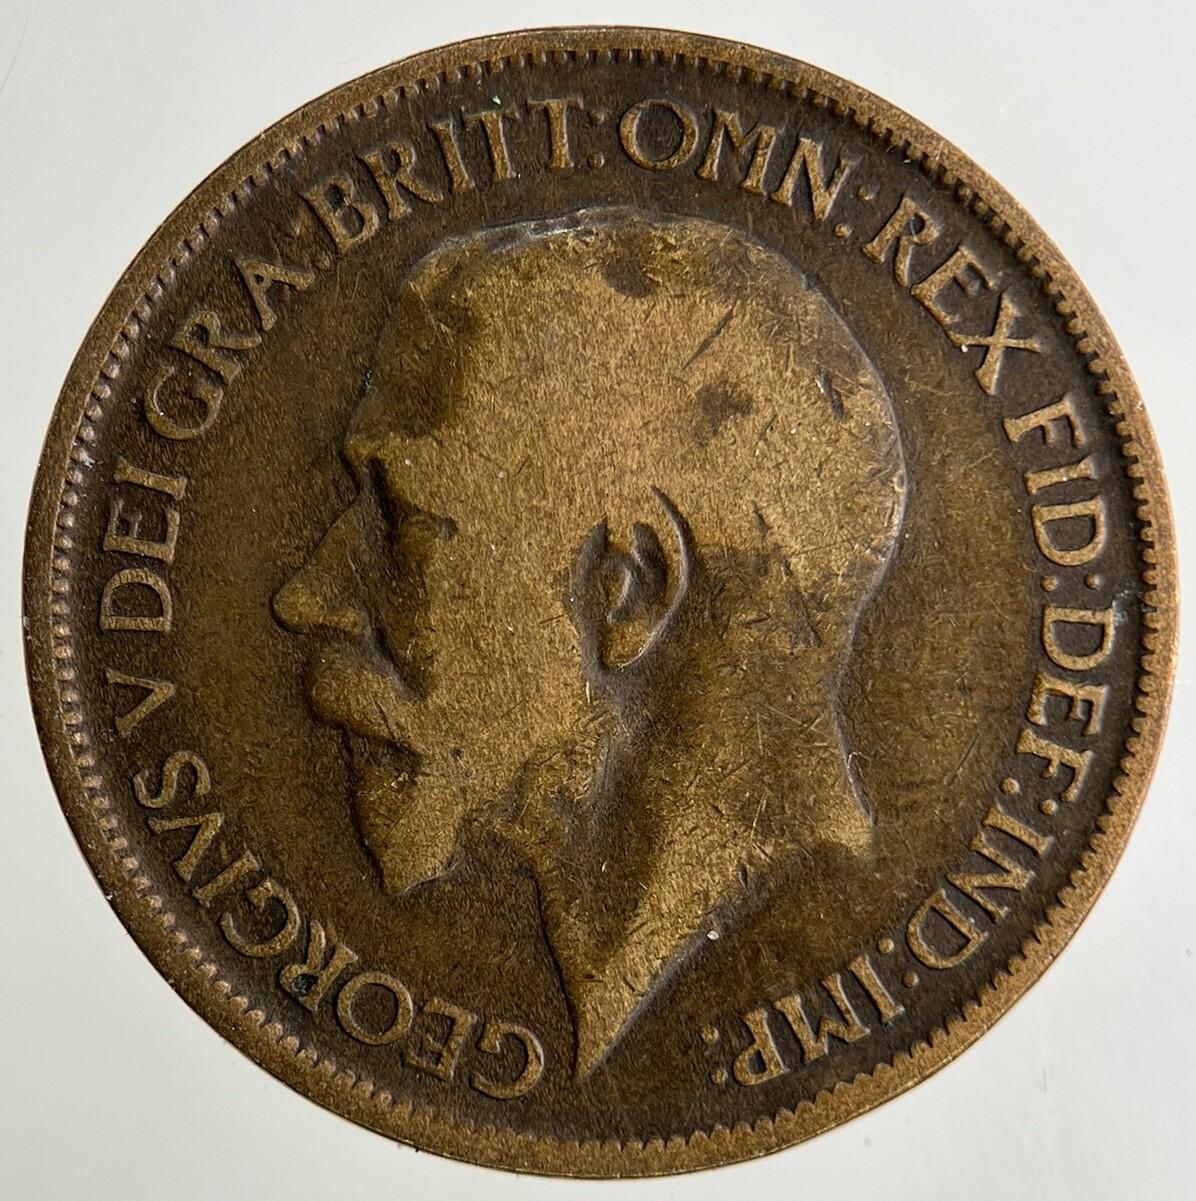 GEORGIVS V DEI GRA: BRITT: OMN: REX FID: DEF: IND: IMP: